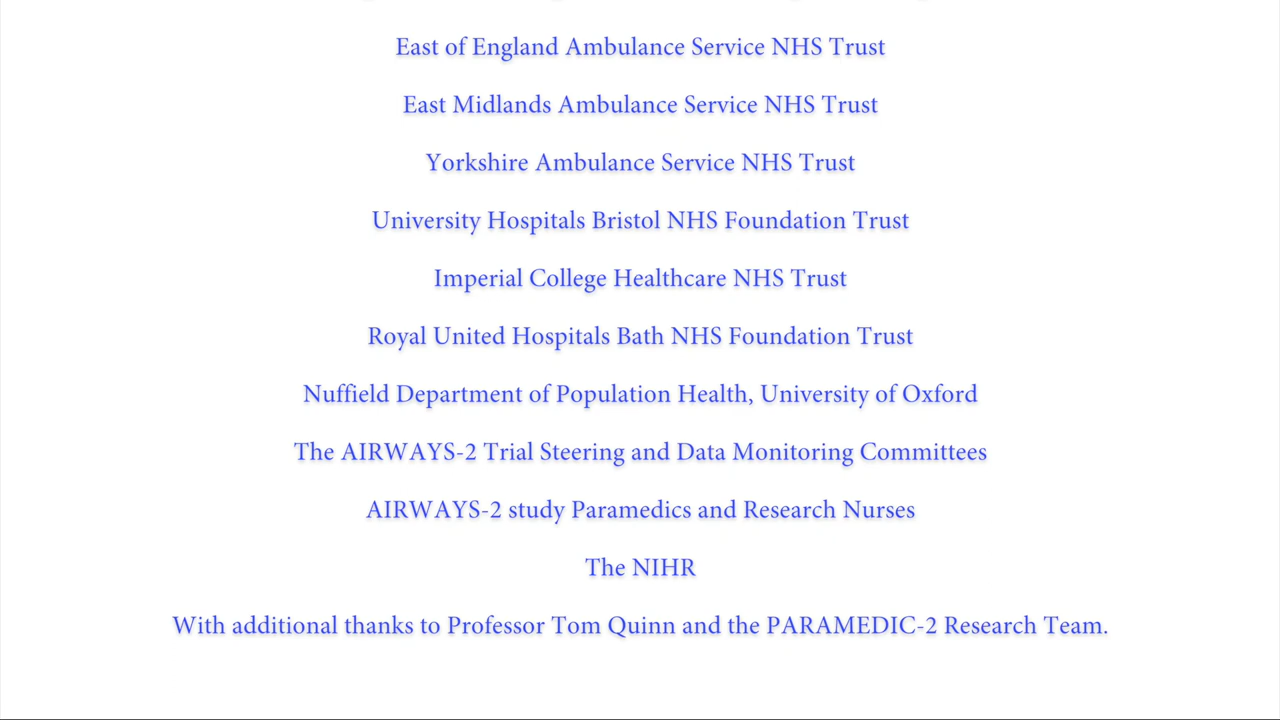 East of England Ambulance Service NHS Trust
East Midlands Ambulance Service NHS Trust
Yorkshire Ambulance Service NHS Trust
University Hospitals Bristol NHS Foundation Trust
Imperial College Healthcare NHS Trust
Royal United Hospitals Bath NHS Foundation Trust
Nuffield Department of Population Health, University of Oxford
The AIRWAYS-2 Trial Steering and Data Monitoring Committees
AIRWAYS-2 study Paramedics and Research Nurses
The NIHR
With additional thanks to Professor Tom Quinn and the PARAMEDIC-2 Research Team.